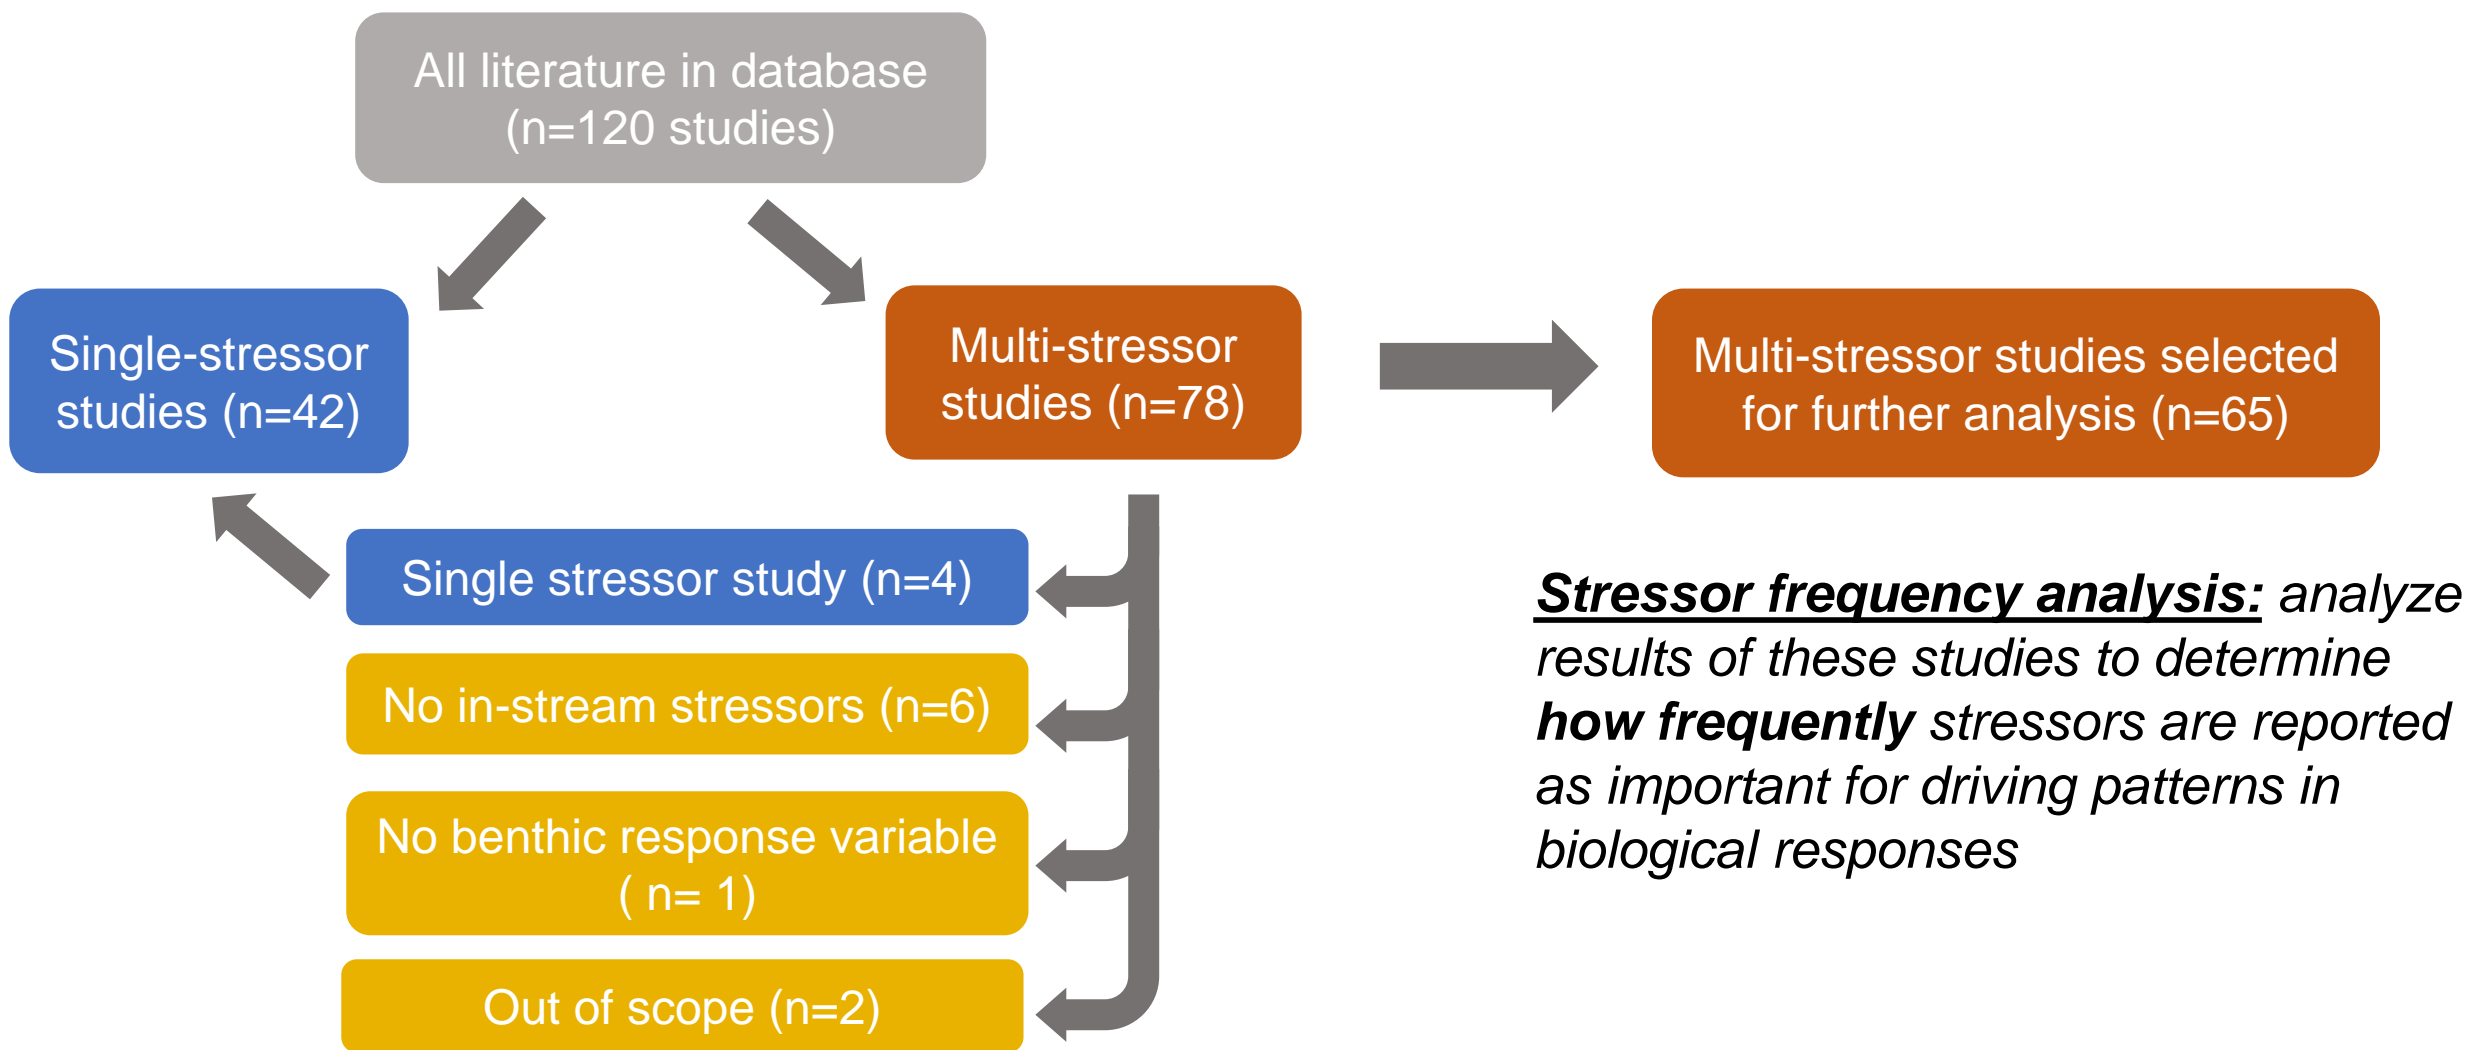 All literature in database
(n=120 studies)
Single-stressor
studies (n=42)
Multi-stressor
studies (n=78)
Multi-stressor studies selected
for further analysis (n=65)
Single stressor study (n=4)
No in-stream stressors (n=6)
No benthic response variable
( n= 1)
Out of scope (n=2)
Stressor frequency analysis: analyze
results of these studies to determine
how frequently stressors are reported
as important for driving patterns in
biological responses